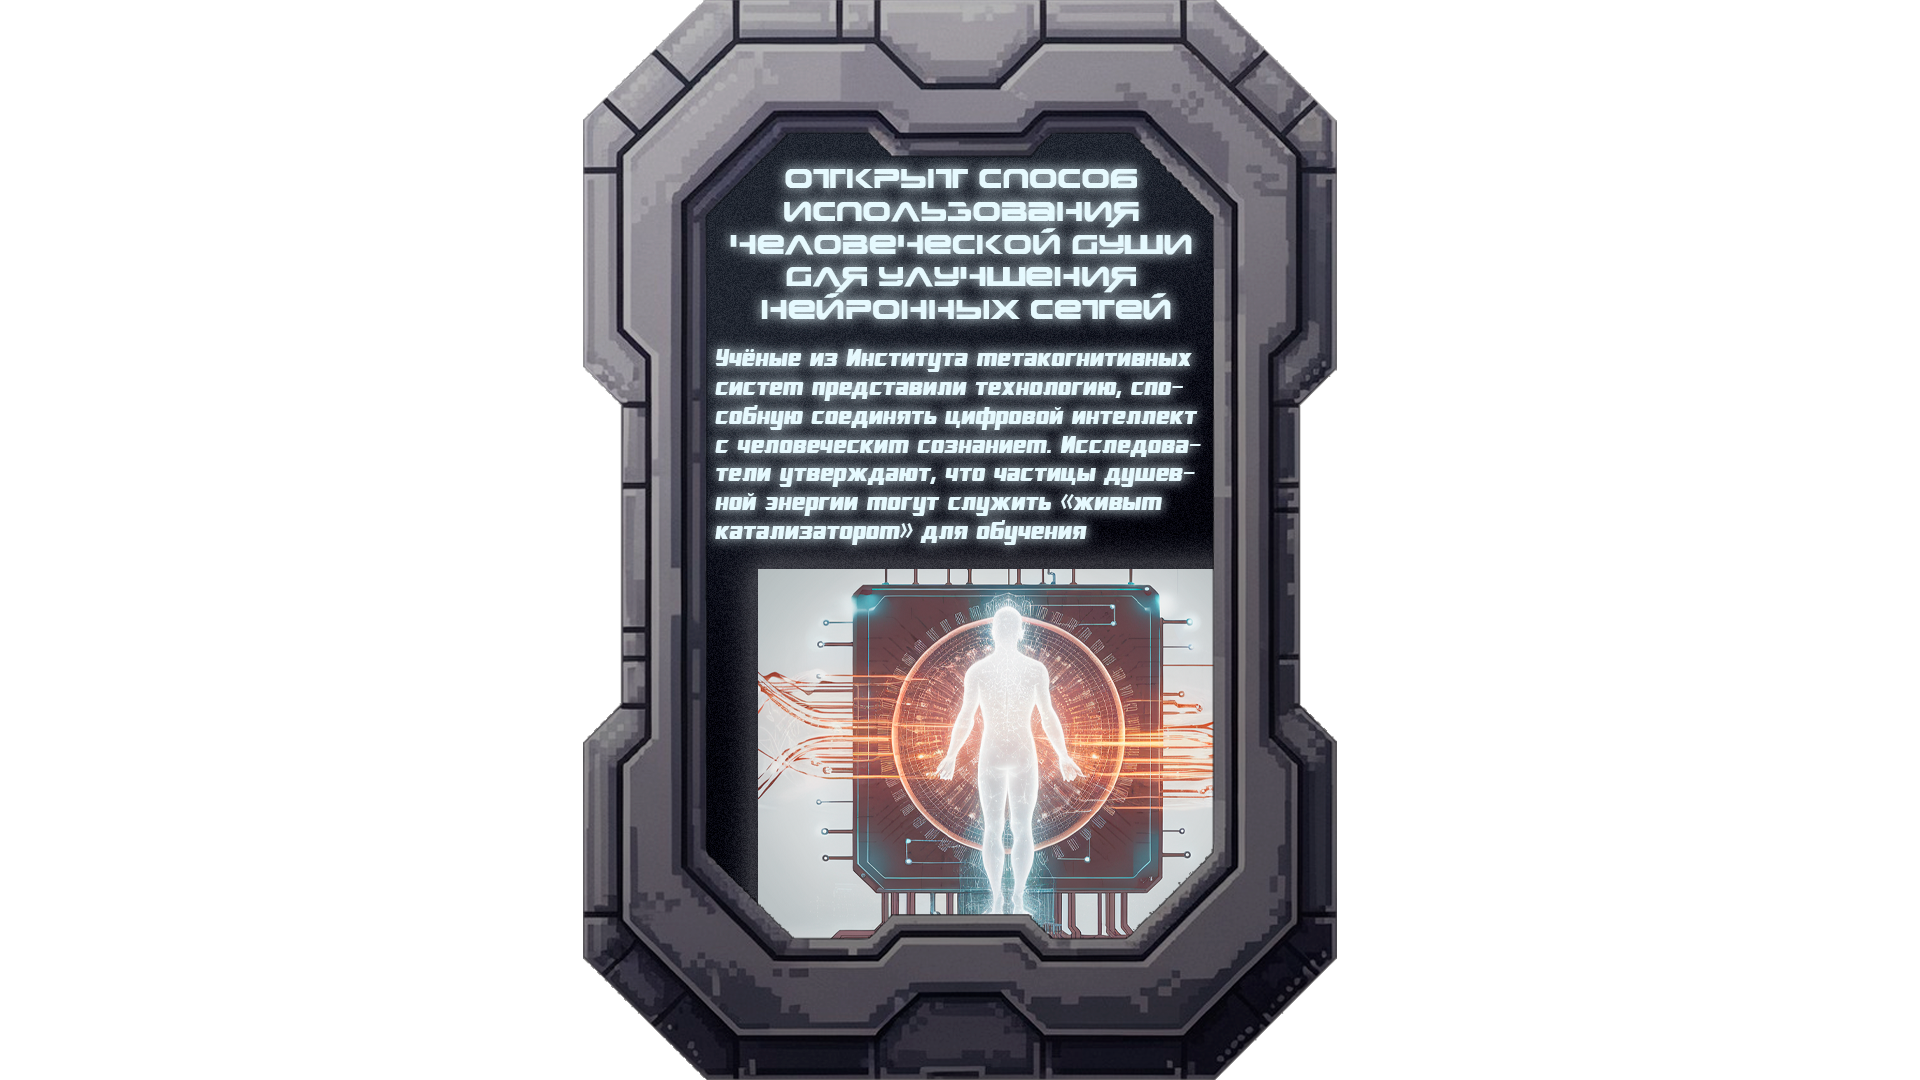 ОТКРЫТ СПОСОБ
ИСПОЛЬЗОВАНИЯ
ЧЕЛОВЕЧЕСКОЙ ДУШИ
ДЛЯ УЛУЧШЕНИЯ
НЕЙРОННЫХ СЕТЕЙ
Учёные из Института метакогнитивных
систем представили технологию, спо-
собную соединять цифровой интеллект
с человеческим сознанием. Исследова-
тели утверждают, что частицы душев-
ной энергии могут служить «живым
катализатором» для обучения